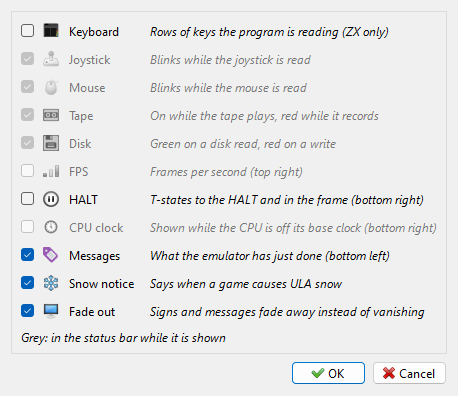 Keyboard Rows of keys the program is reading (ZX only)
Joystick Blinks while the joystick is read
Mouse Blinks while the mouse is read
Tape On while the tape plays, red while it records
Disk Green on a disk read, red on a write
FPS Frames per second (top right)
HALT T-states to the HALT and in the frame (bottom right)
CPU clock Shown while the CPU is off its base clock (bottom right)
Messages What the emulator has just done (bottom left)
Snow notice Says when a game causes ULA snow
Fade out Signs and messages fade away instead of vanishing
Grey: in the status bar while it is shown
OK Cancel